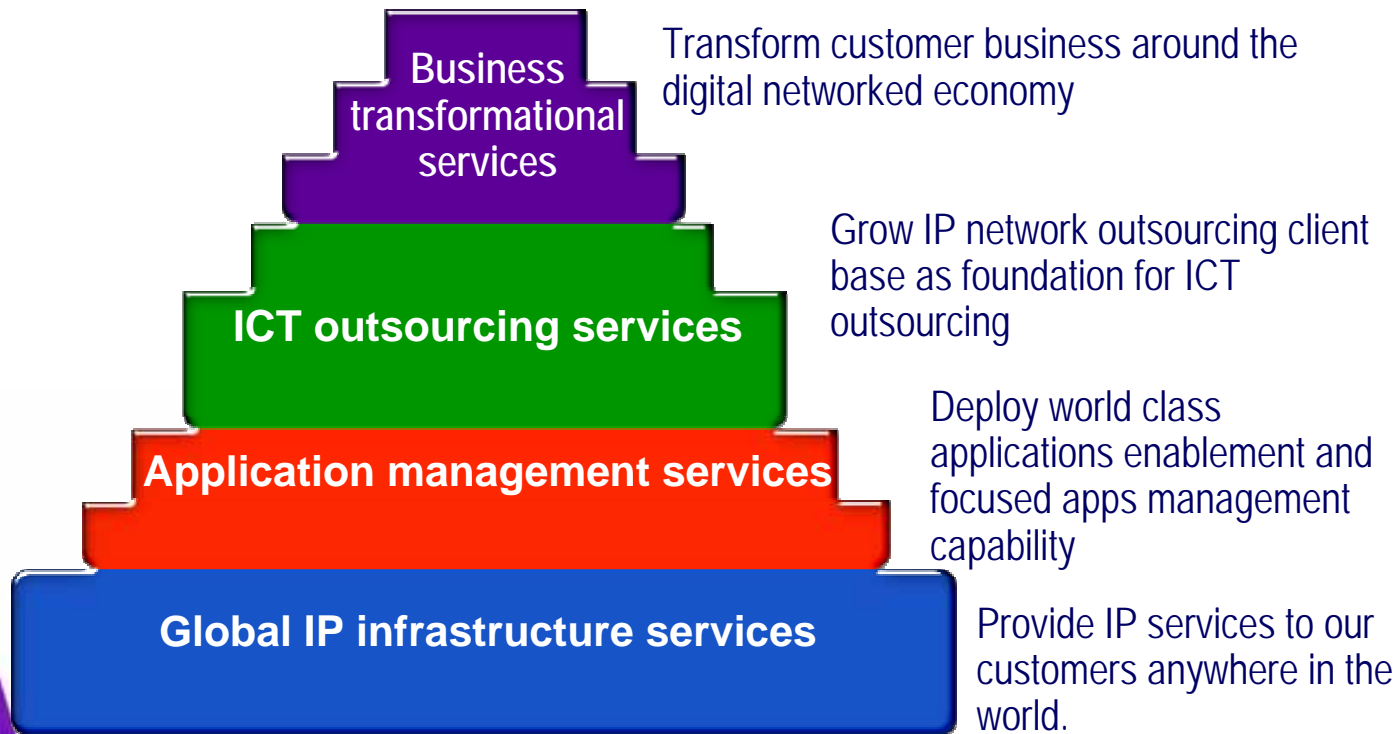 Business
transformational
services
Transform customer business around the
digital networked economy
ICT outsourcing services
Grow IP network outsourcing client
base as foundation for ICT
outsourcing
Application management services
Deploy world class
applications enablement and
focused apps management
capability
Global IP infrastructure services
Provide IP services to our
customers anywhere in the
world.